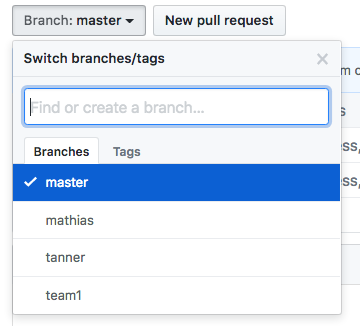 Branch: master
New pull request
Switch branches/tags
Find or create a branch...
Branches
Tags
master
mathias
tanner
team1